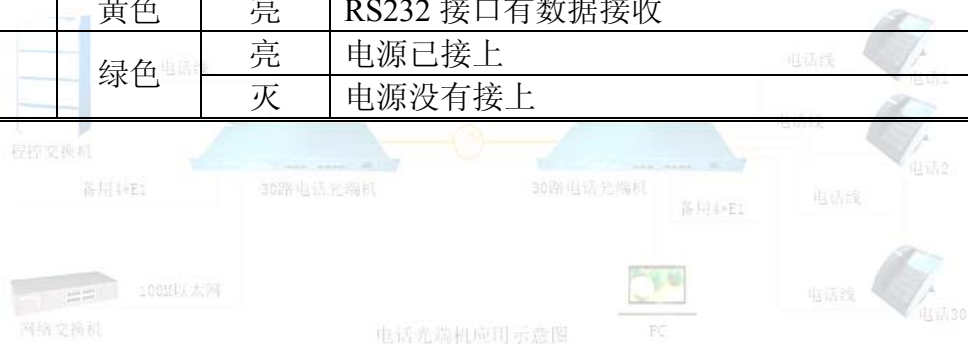 黄色 亮 RS232 接口有数据接收
绿色 亮 电源已接上
灭 电源没有接上
电话线 电话线 电话1
电话线
程控交换机 电话2
备用4*E1 30路电话光端机 30路电话光端机 备用4*E1 电话线
100M以太网 电话线
电话30
网络交换机 电话光端机应用示意图 PC